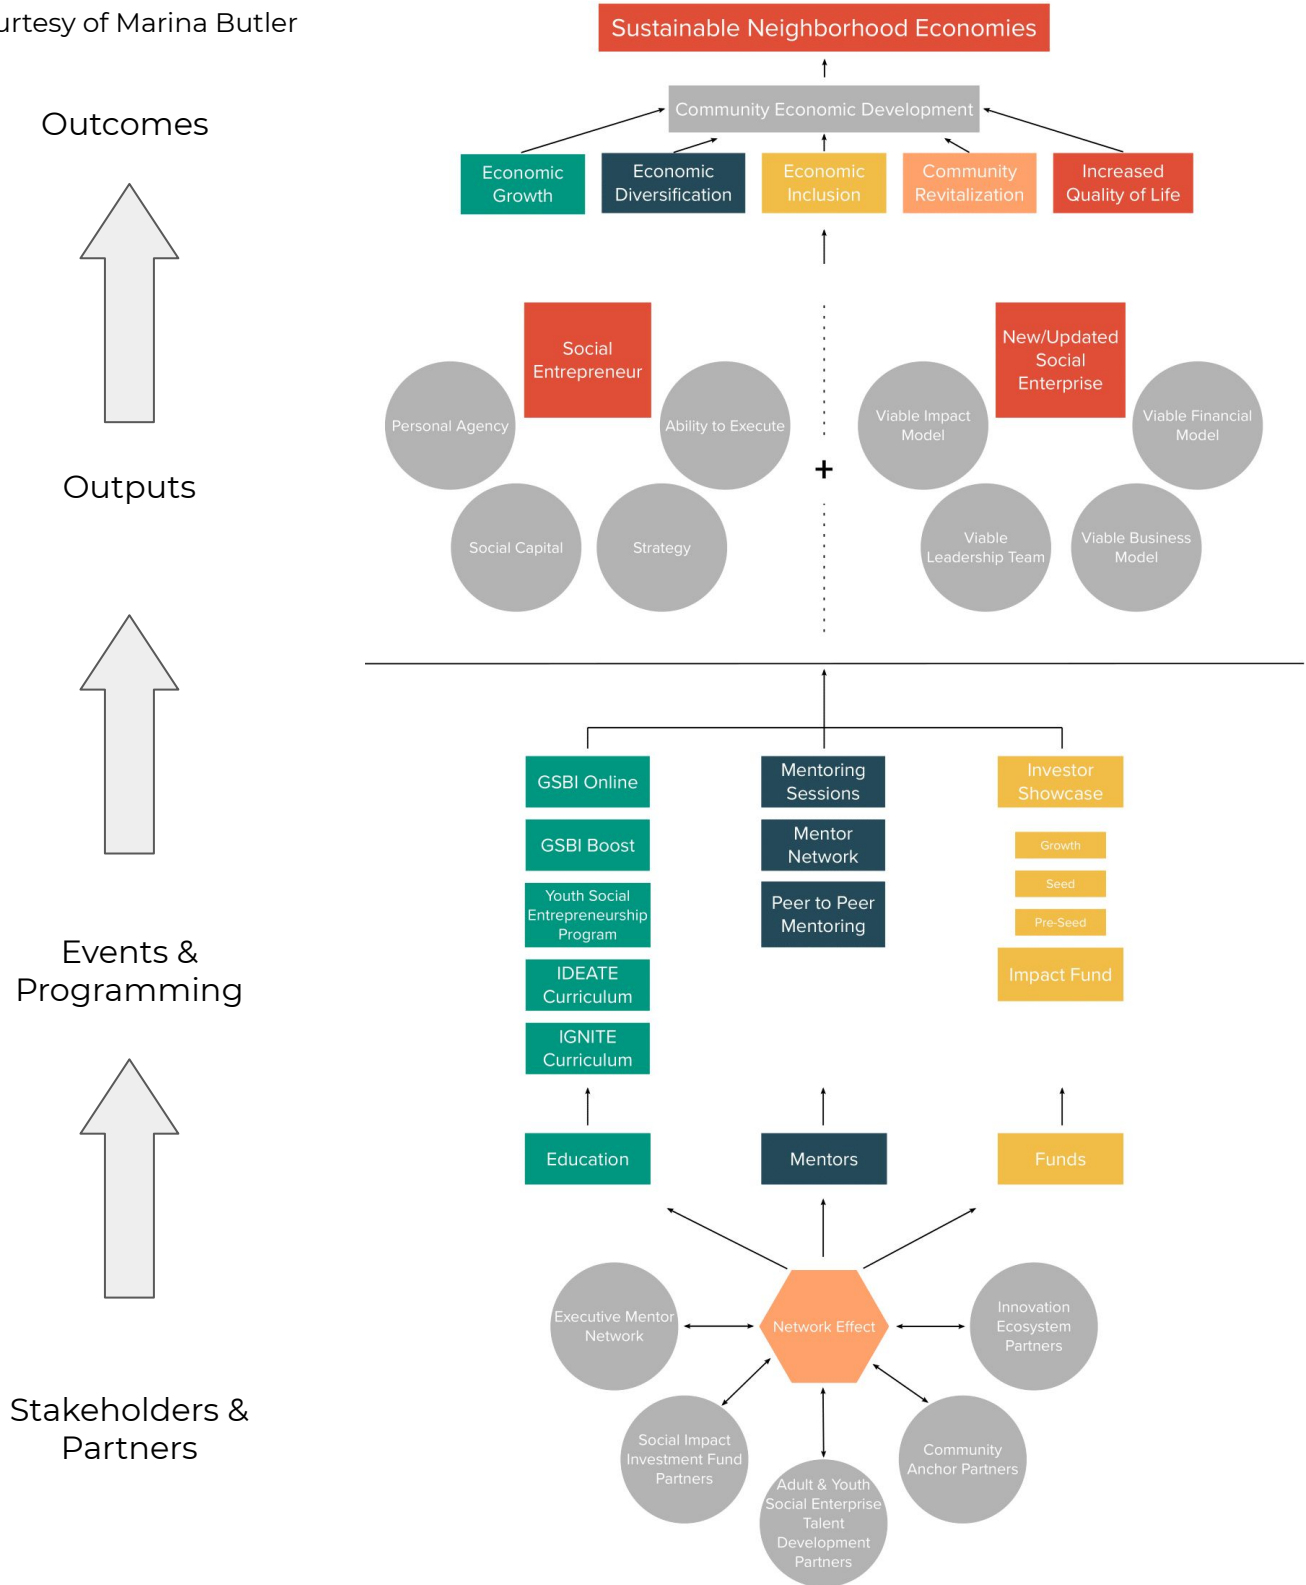 urtesy of Marina Butler
Sustainable Neighborhood Economies
Community Economic Development
Outcomes
Economic
Growth
Economic
Diversification
Economic
Inclusion
Community
Revitalization
Increased
Quality of Life
Social
Entrepreneur
Personal Agency
Ability to Execute
Social Capital
Strategy
+
New/Updated
Social
Enterprise
Viable Impact
Model
Viable Financial
Model
Viable
Leadership Team
Viable Business
Model
Outputs
GSBI Online
GSBI Boost
Youth Social
Entrepreneurship
Program
IDEATE
Curriculum
IGNITE
Curriculum
Mentoring
Sessions
Mentor
Network
Peer to Peer
Mentoring
Investor
Showcase
Growth
Seed
Pre-Seed
Impact Fund
Events &
Programming
Education
Mentors
Funds
Executive Mentor
Network
Network Effect
Innovation
Ecosystem
Partners
Social Impact
Investment Fund
Partners
Adult & Youth
Social Enterprise
Talent
Development
Partners
Community
Anchor Partners
Stakeholders &
Partners